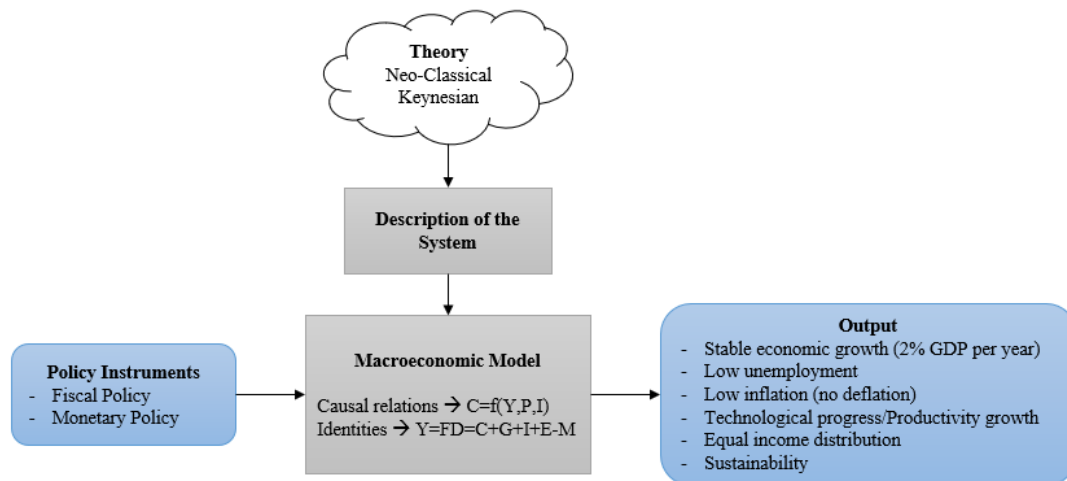 Theory
Neo-Classical
Keynesian
Description of the
System
Policy Instruments
- Fiscal Policy
- Monetary Policy
Macroeconomic Model
Causal relations → C=f(Y,P,I)
Identities → Y=FD=C+G+I+E-M
Output
- Stable economic growth (2% GDP per year)
- Low unemployment
- Low inflation (no deflation)
- Technological progress/Productivity growth
- Equal income distribution
- Sustainability